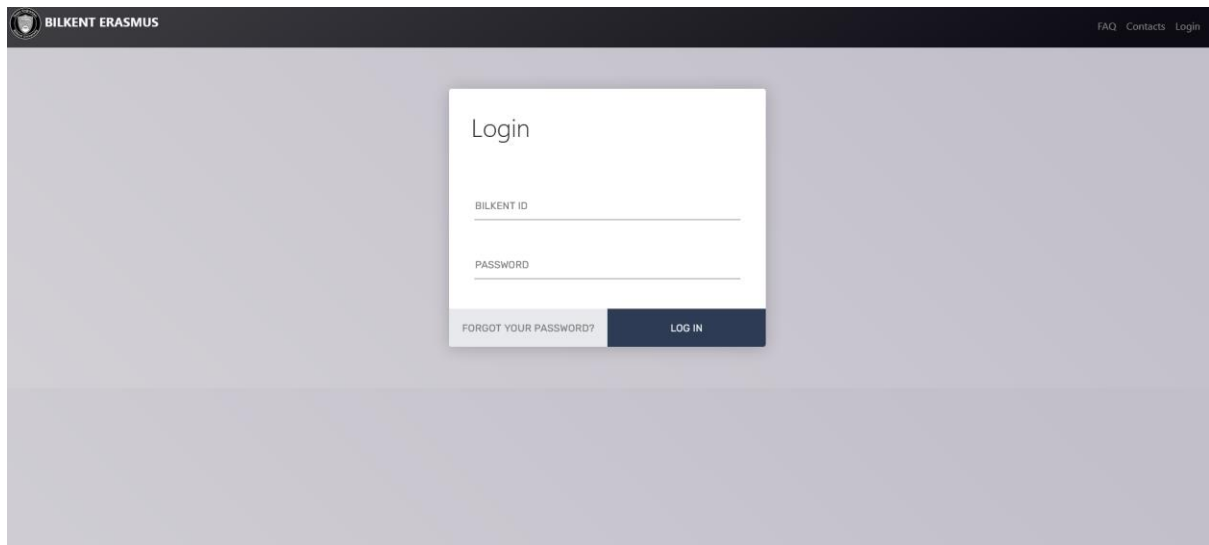 BILKENT ERASMUS
FAQ Contacts Login
Login
BILKENT ID
PASSWORD
FORGOT YOUR PASSWORD? LOG IN